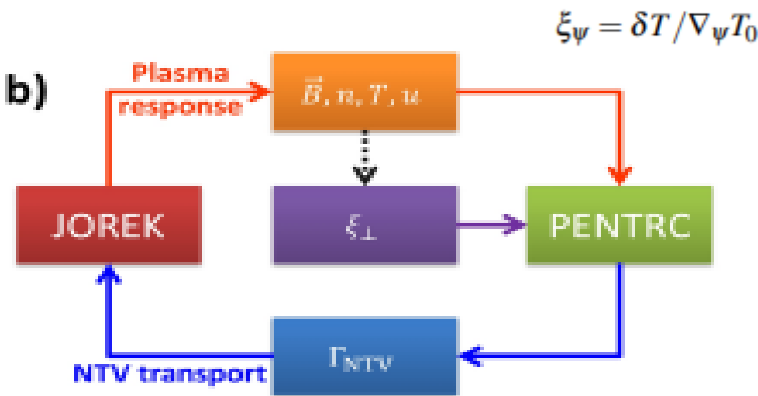 ξ_ψ = δT/∇_ψT_0
b)
Plasma
response
B⃗, n, T, u
JOREK
ξ_⊥
PENTRC
Γ_NTV
NTV transport